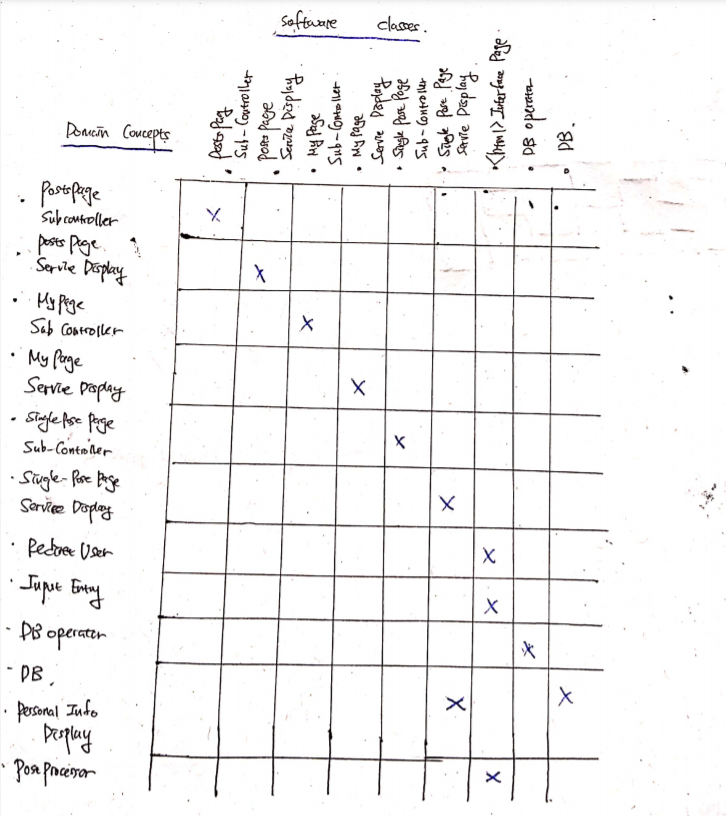 Software classes.
Domain Concepts
Posts Page
Sub-Controller
Posts Page
Service Display
My Page
Sub-Controller
My Page
Service Display
Single Post Page
Sub-Controller
Single Post Page
Service Display
<html> Interface Page
DB operator
DB.
Posts Page
Subcontroller
X
Posts Page
Service Display
X
My Page
Sub Controller
X
My Page
Service Display
X
Single Post Page
Sub-Controller
X
Single-Post Page
Service Display
X
User
X
Input Entry
X
DB operator
X
DB.
X
X
Personal Info
Display
Post Processor
X